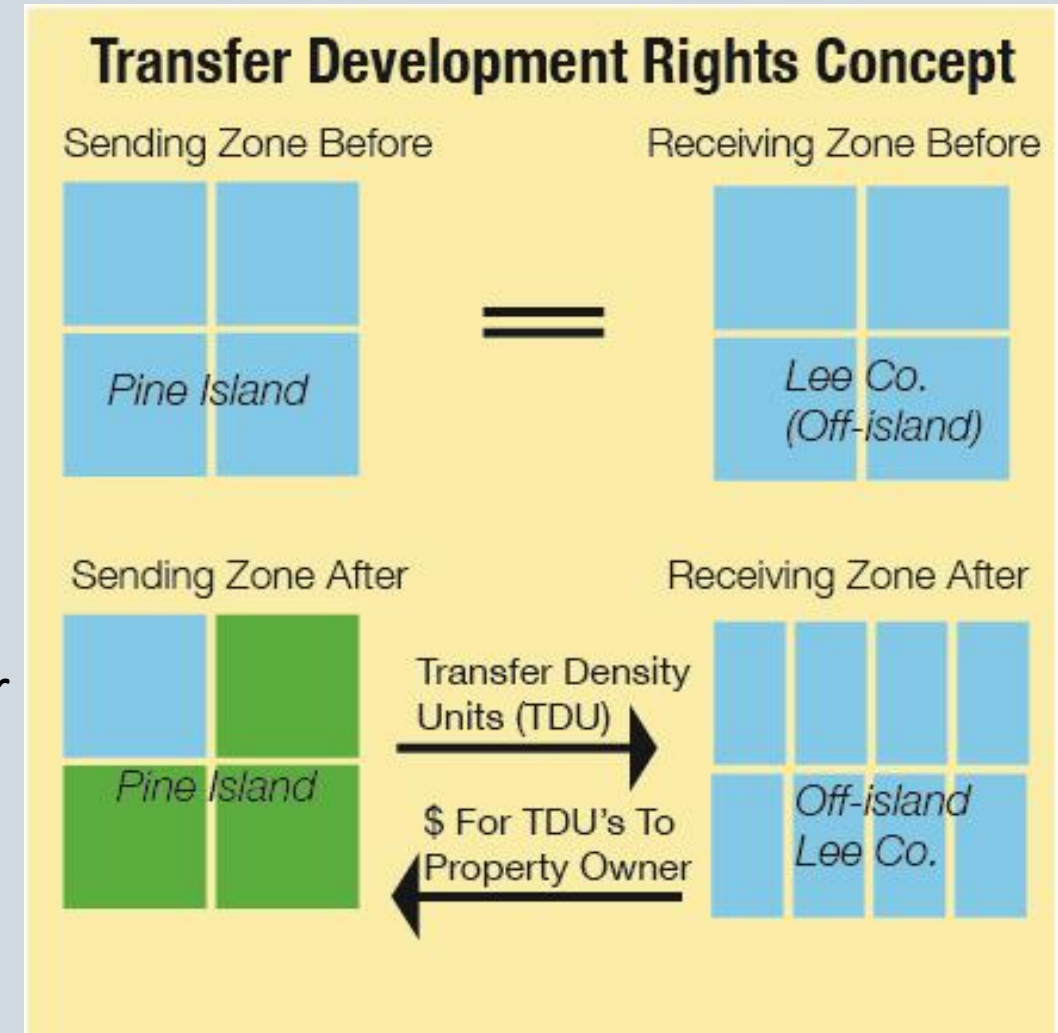 Transfer Development Rights Concept
Sending Zone Before
Receiving Zone Before
Pine Island
Lee Co.
(Off-island)
Sending Zone After
Receiving Zone After
Transfer Density
Units (TDU)
Pine Island
$ For TDU's To
Property Owner
Off-island
Lee Co.
r